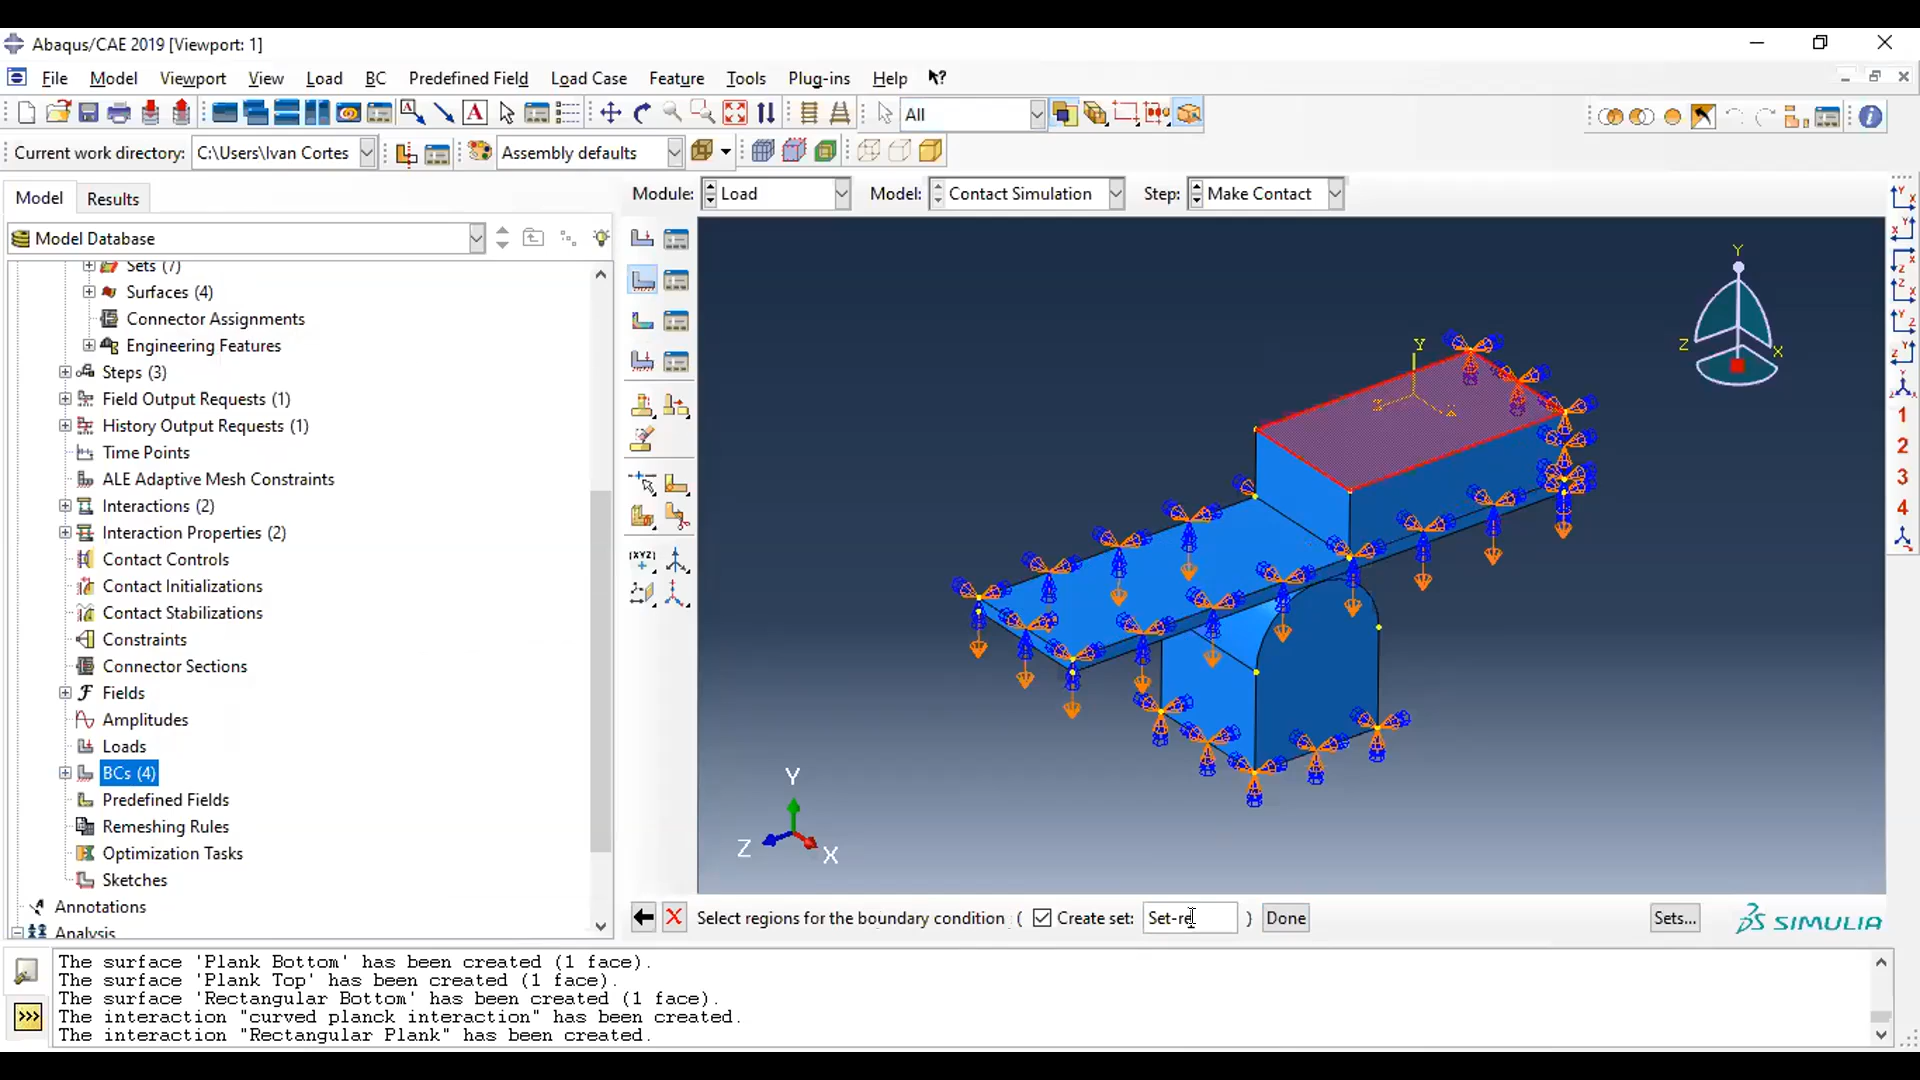 Abaqus/CAE 2019 [Viewport: 1]
File Model Viewport View Load BC Predefined Field Load Case Feature Tools Plug-ins Help
A A All i
Current work directory: C:\Users\Ivan Cortes Assembly defaults
Model Results Module: Load Model: Contact Simulation Step: Make Contact
Model Database
Sets (7)
Surfaces (4)
Connector Assignments
Engineering Features
Steps (3)
Field Output Requests (1)
History Output Requests (1)
Time Points
ALE Adaptive Mesh Constraints
Interactions (2)
Interaction Properties (2)
Contact Controls
Contact Initializations
Contact Stabilizations
Constraints
Connector Sections
Fields
Amplitudes
Loads
BCs (4)
Predefined Fields
Remeshing Rules
Optimization Tasks
Sketches
Annotations
Analysis
(XYZ)
Y
Z X
Y
Z X
Y
Z X
1
2
3
4
Select regions for the boundary condition ( Create set: Set-re ) Done Sets... SIMULIA
The surface 'Plank Bottom' has been created (1 face).
The surface 'Plank Top' has been created (1 face).
The surface 'Rectangular Bottom' has been created (1 face).
The interaction "curved planck interaction" has been created.
The interaction "Rectangular Plank" has been created.
>>>